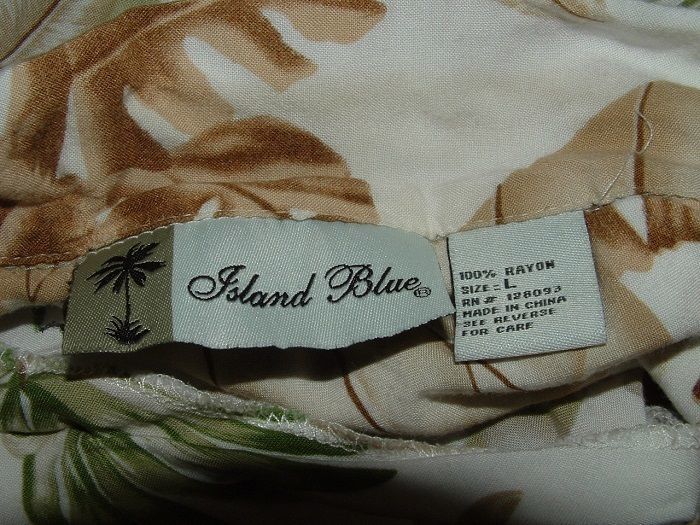 Island Blue®
100% RAYON
SIZE: L
RN # 128093
MADE IN CHINA
SEE REVERSE
FOR CARE